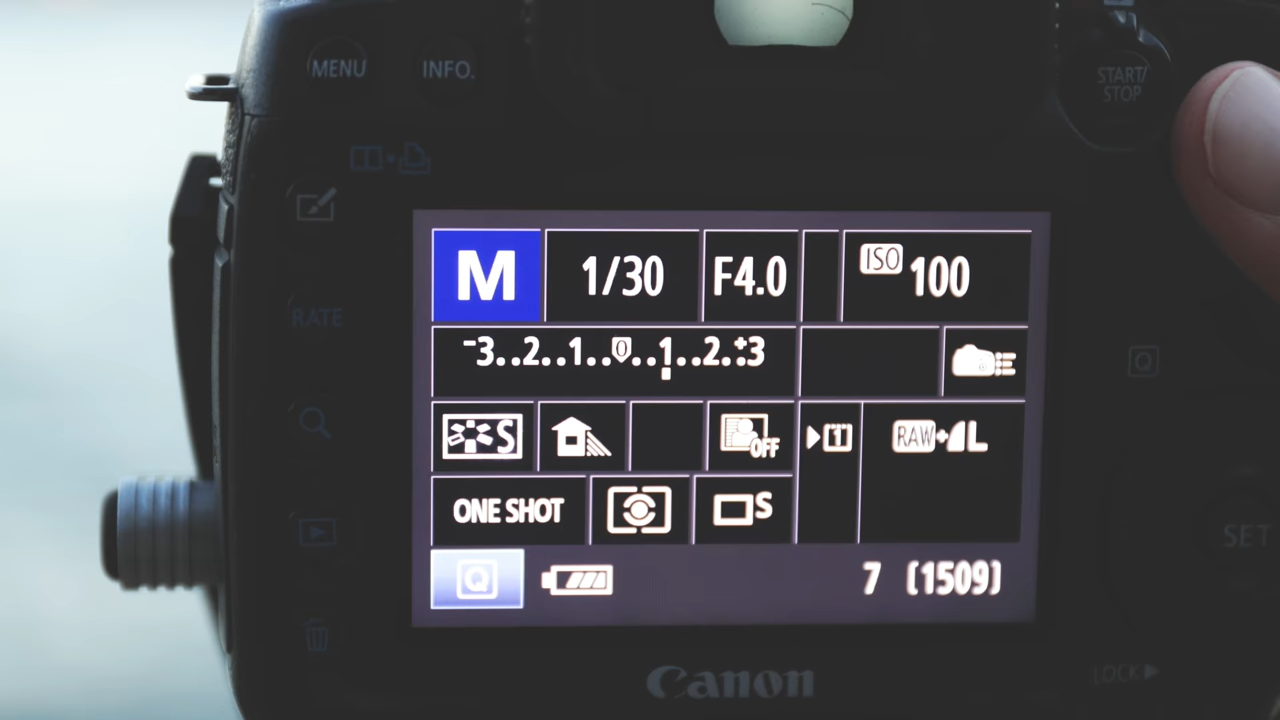 MENU INFO.
START/
STOP
RATE
M 1/30 F4.0 ISO 100
-3..2..1..0..1..2.+3
S OFF 1 RAW+L
ONE SHOT S
Q 7 [1509]
Q
SET
Canon
LOCK▶